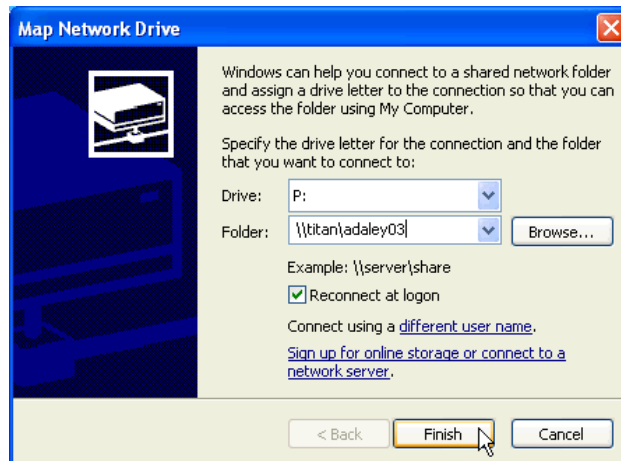 Map Network Drive
Windows can help you connect to a shared network folder
and assign a drive letter to the connection so that you can
access the folder using My Computer.
Specify the drive letter for the connection and the folder
that you want to connect to:
Drive: P:
Folder: \\titan\adaley03 Browse...
Example: \\server\share
Reconnect at logon
Connect using a different user name.
Sign up for online storage or connect to a
network server.
< Back Finish Cancel